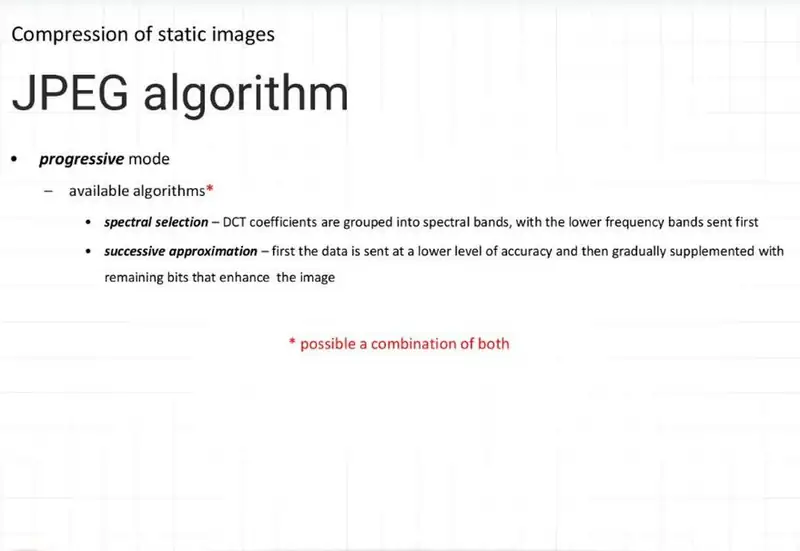 Compression of static images
JPEG algorithm
• progressive mode
– available algorithms*
• spectral selection – DCT coefficients are grouped into spectral bands, with the lower frequency bands sent first
• successive approximation – first the data is sent at a lower level of accuracy and then gradually supplemented with
remaining bits that enhance the image
* possible a combination of both